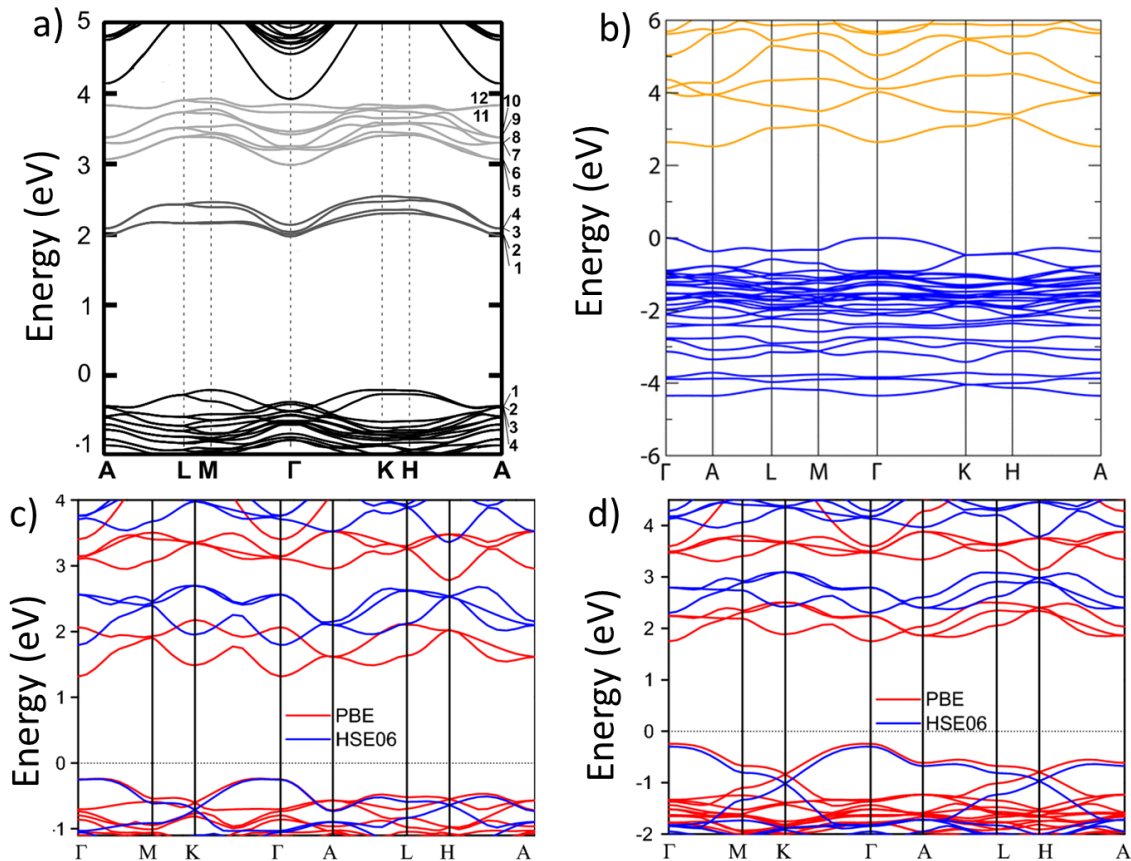 a)
Energy (eV)
5
4
3
2
1
0
.1
12
11
10
9
8
7
6
5
4
3
2
1
1
2
3
4
A L M Γ K H A
b)
Energy (eV)
6
4
2
0
-2
-4
-6
Γ A L M Γ K H A
c)
Energy (eV)
4
3
2
1
0
.1
PBE
HSE06
Γ M K Γ A L H A
d)
Energy (eV)
4
3
2
1
0
-1
-2
PBE
HSE06
Γ M K Γ A L H A